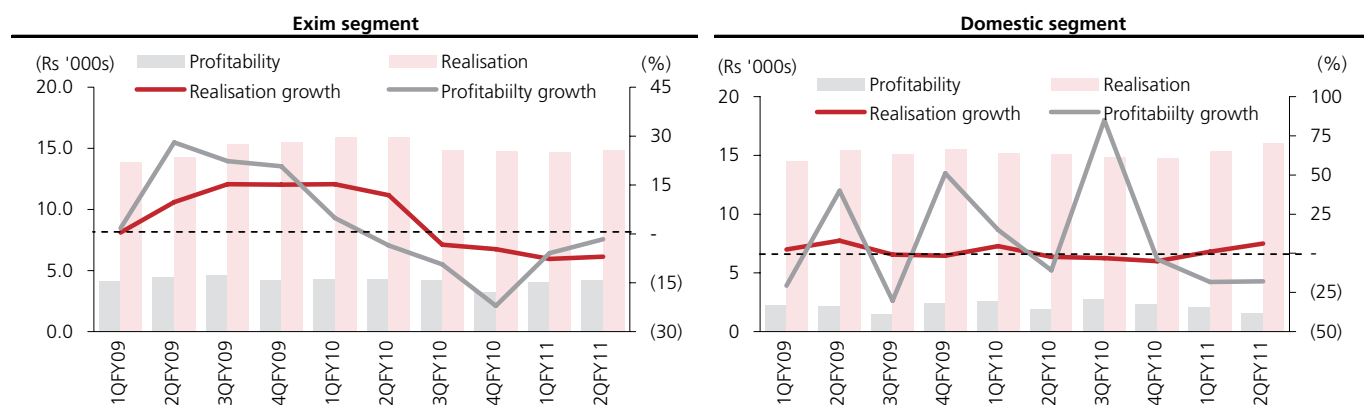 Exim segment
(Rs '000s)
(%)
Profitability
Realisation
Realisation growth
Profitabiilty growth
20.0
15.0
10.0
5.0
0.0
45
30
15
-
(15)
(30)
1QFY09
2QFY09
3QFY09
4QFY09
1QFY10
2QFY10
3QFY10
4QFY10
1QFY11
2QFY11
Domestic segment
(Rs '000s)
(%)
Profitability
Realisation
Realisation growth
Profitabiilty growth
20
15
10
5
0
100
75
50
25
-
(25)
(50)
1QFY09
2QFY09
3QFY09
4QFY09
1QFY10
2QFY10
3QFY10
4QFY10
1QFY11
2QFY11